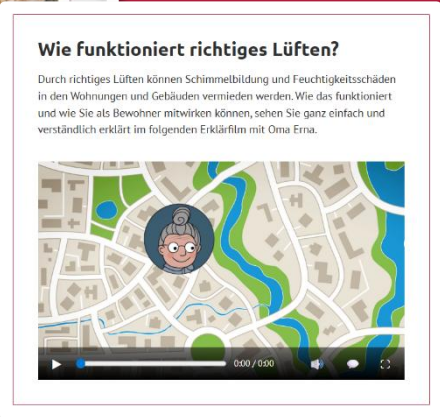 Wie funktioniert richtiges Lüften?
Durch richtiges Lüften können Schimmelbildung und Feuchtigkeitsschäden
in den Wohnungen und Gebäuden vermieden werden. Wie das funktioniert
und wie Sie als Bewohner mitwirken können, sehen Sie ganz einfach und
verständlich erklärt im folgenden Erklärfilm mit Oma Erna.
0:00 / 0:00